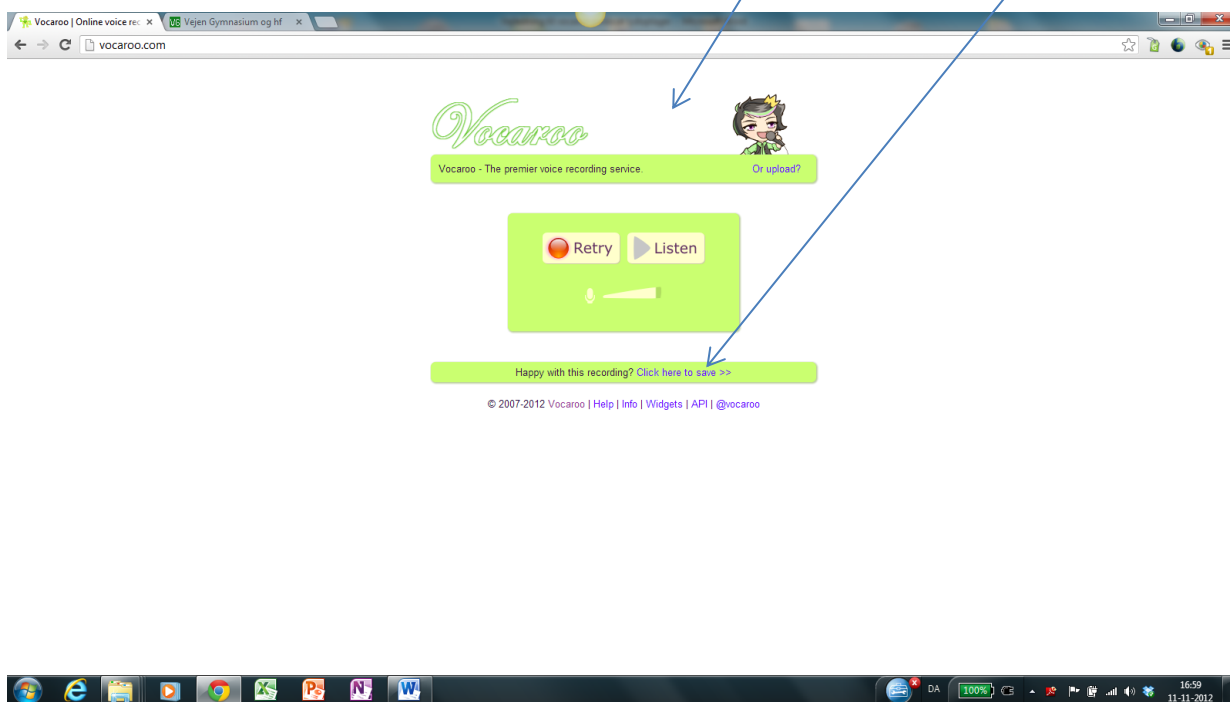 Vocaroo | Online voice rec
Vejen Gymnasium og hf
vocaroo.com
Vocaroo
Vocaroo - The premier voice recording service.
Or upload?
Retry
Listen
Happy with this recording? Click here to save >>
© 2007-2012 Vocaroo | Help | Info | Widgets | API | @vocaroo
DA
100%
16:59
11-11-2012